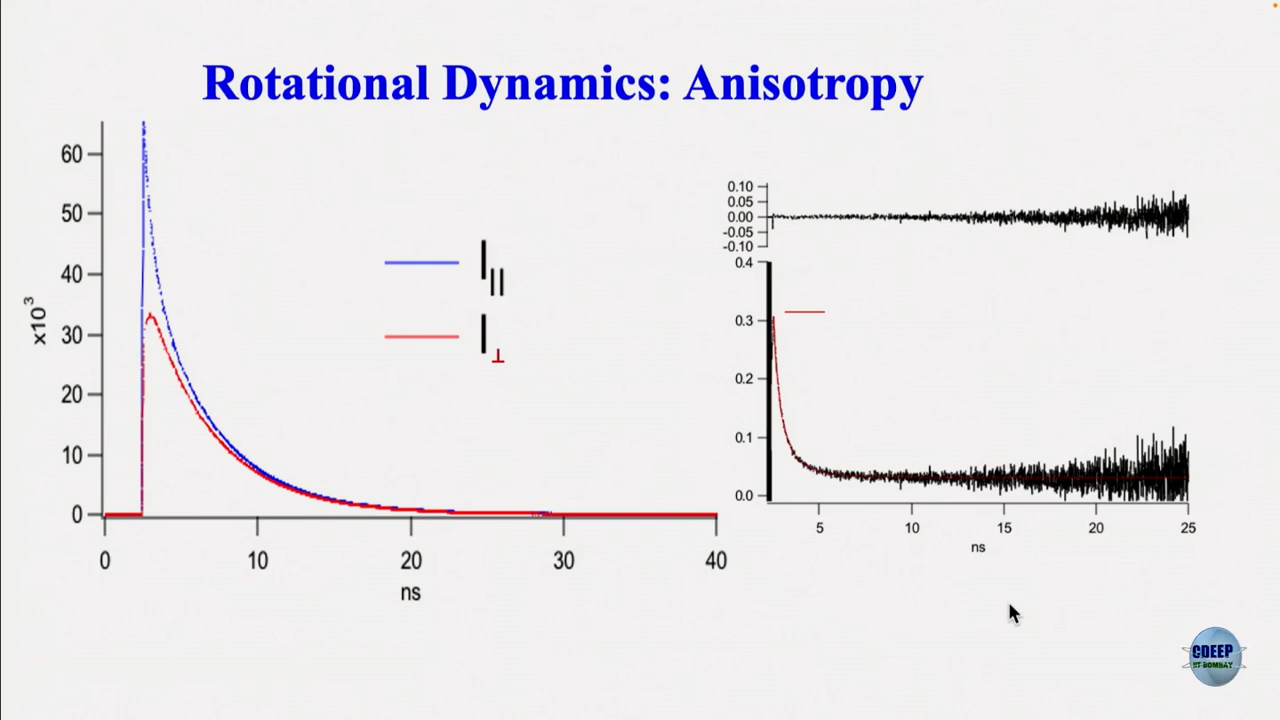 Rotational Dynamics: Anisotropy
x10³
60
50
40
30
20
10
0
0 10 20 30 40
ns
I||
I⊥
0.10
0.05
0.00
-0.05
-0.10
0.4
0.3
0.2
0.1
0.0
5 10 15 20 25
ns
CDEEP
IIT BOMBAY